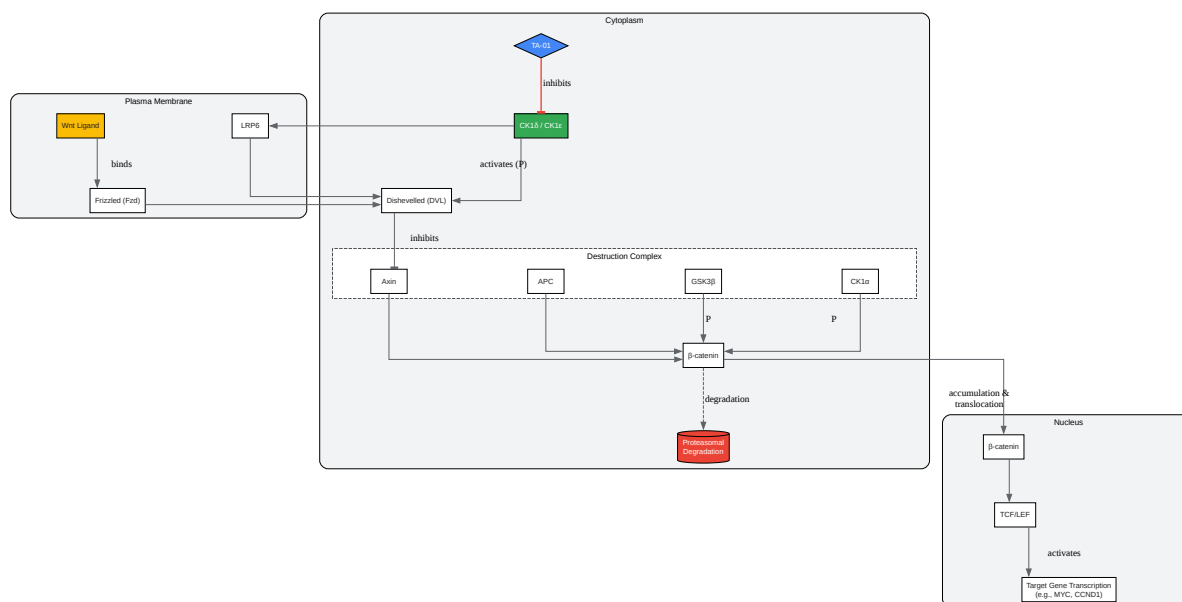 Cytoplasm
TA-01
inhibits
Plasma Membrane
Wnt Ligand
LRP6
CK1δ / CK1ε
binds
activates (P)
Frizzled (Fzd)
Dishevelled (DVL)
inhibits
Destruction Complex
Axin
APC
GSK3β
CK1α
P
P
β-catenin
degradation
accumulation &
translocation
Nucleus
Proteasomal
Degradation
β-catenin
TCF/LEF
activates
Target Gene Transcription
(e.g., MYC, CCND1)